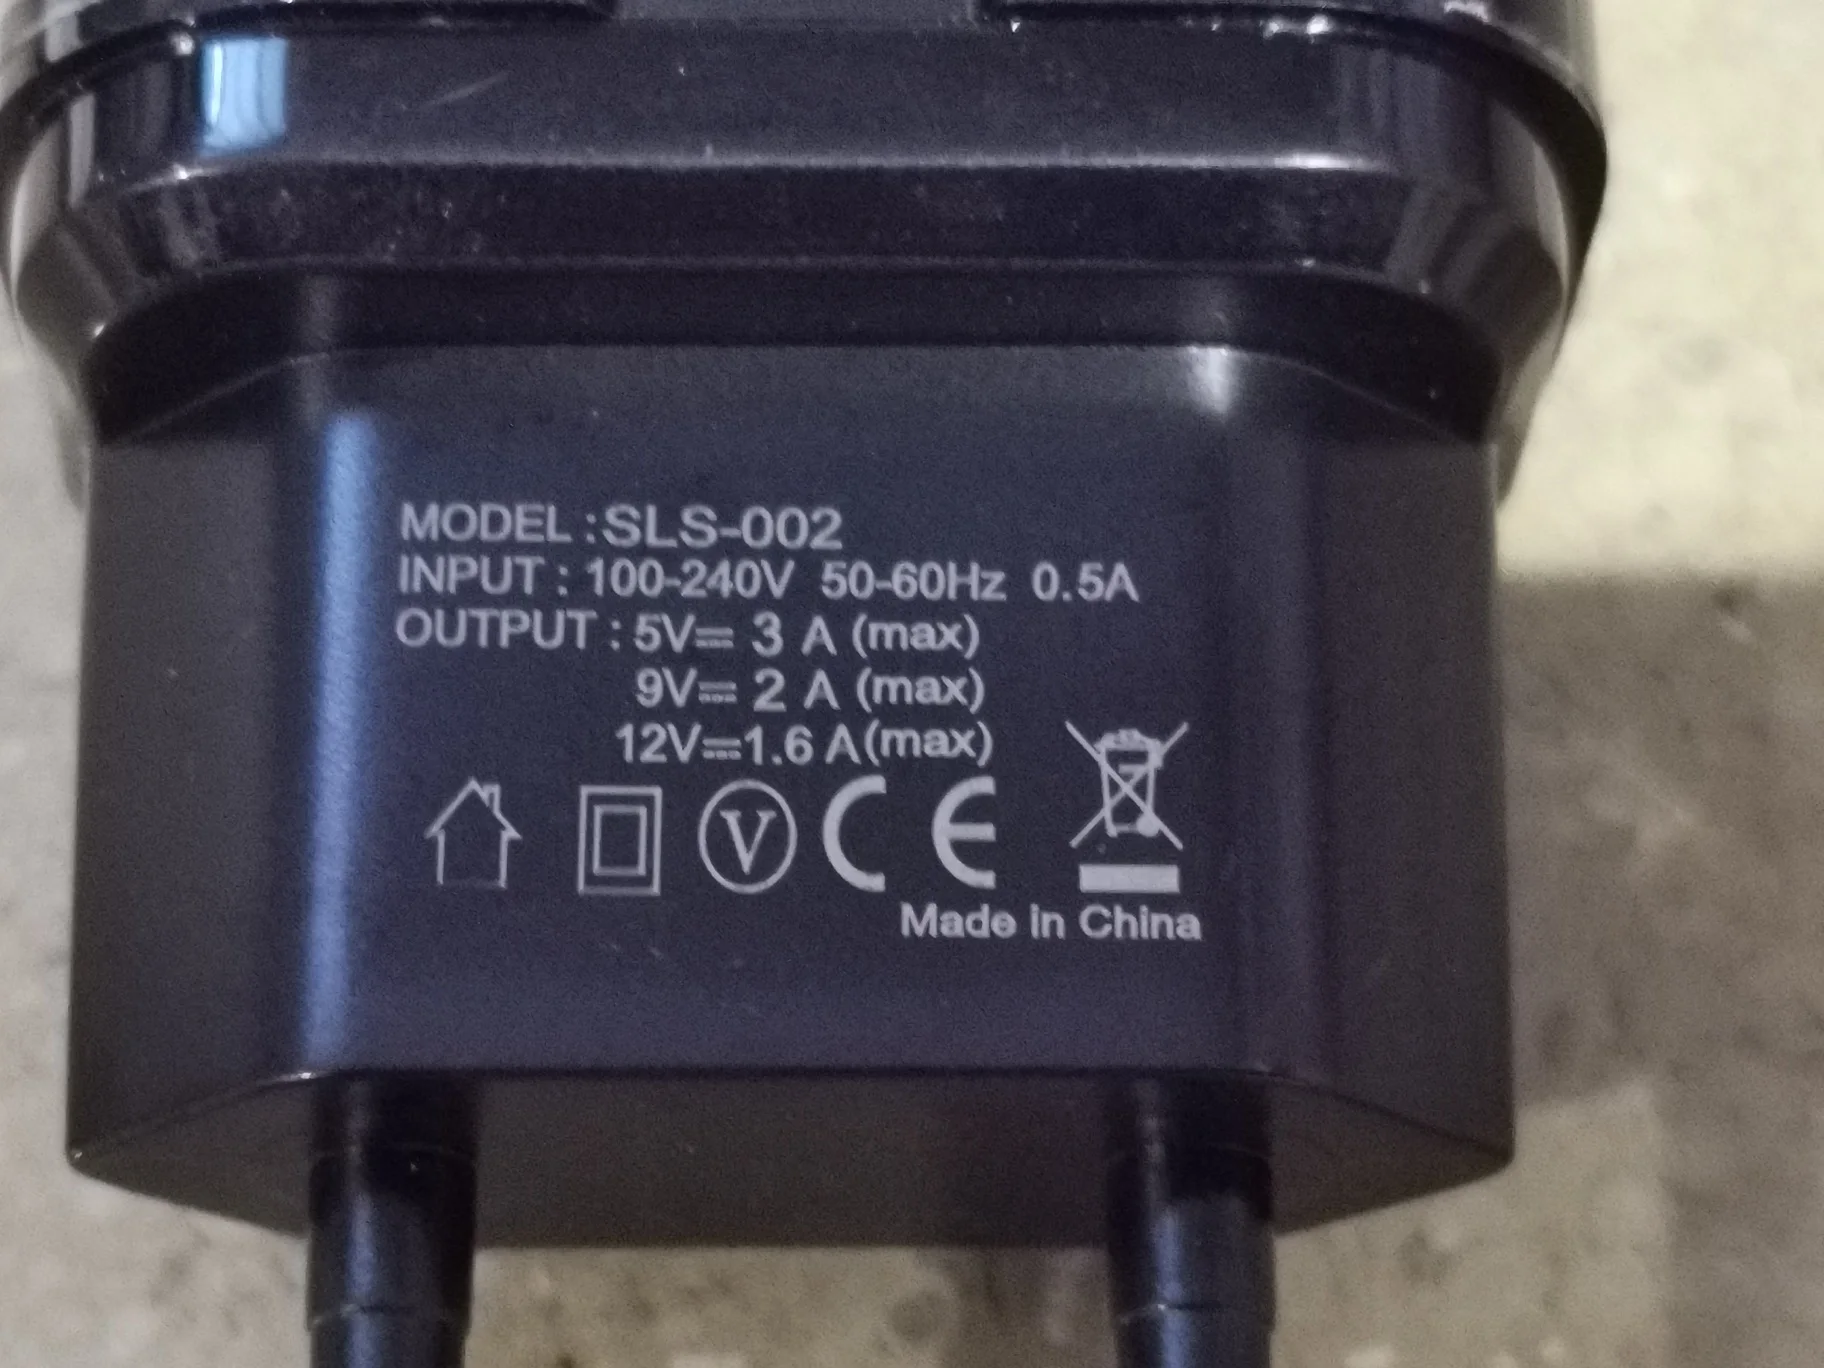 MODEL :SLS-002
INPUT : 100-240V 50-60Hz 0.5A
OUTPUT : 5V⎓ 3 A (max)
9V⎓ 2 A (max)
12V⎓1.6 A(max)
V CE
Made in China